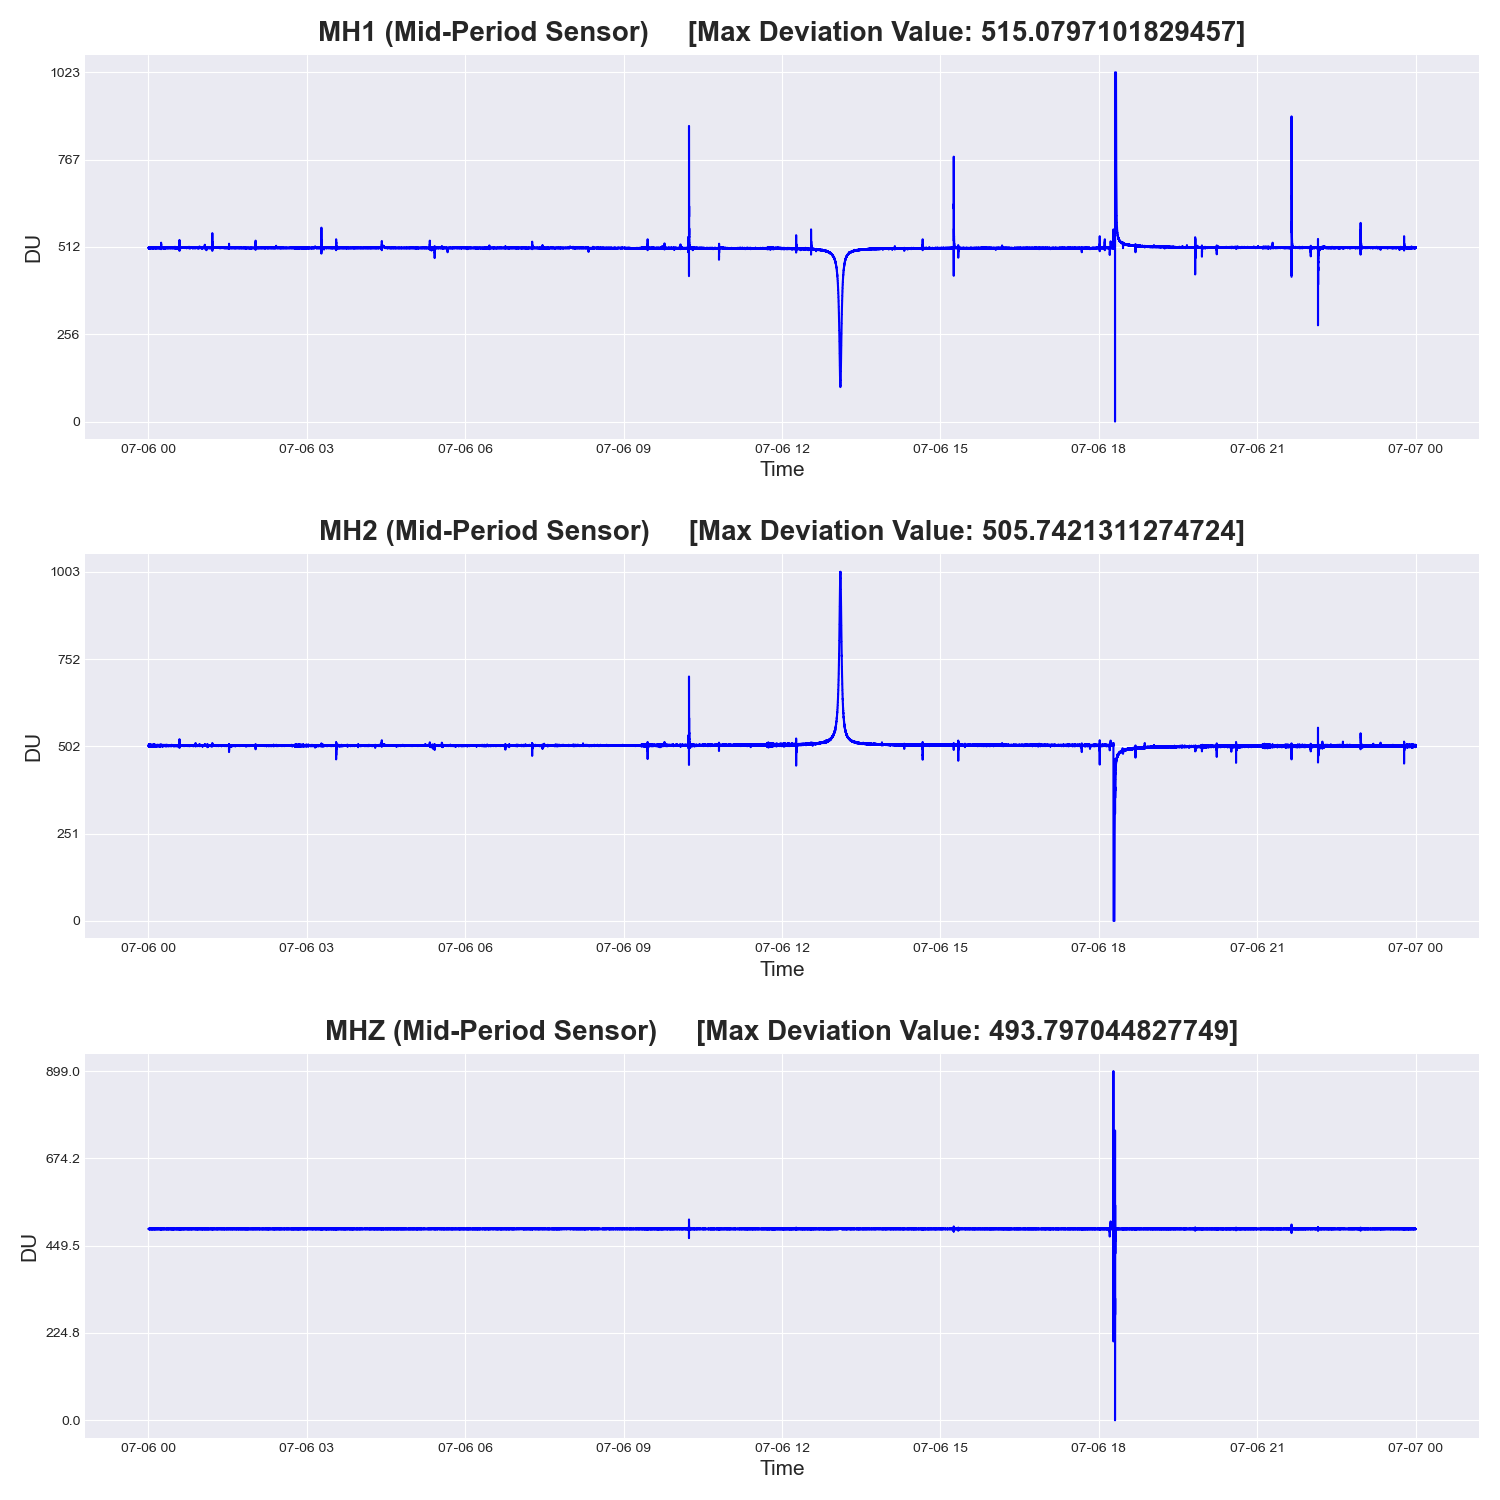 MH1 (Mid-Period Sensor) [Max Deviation Value: 515.0797101829457]
1023
767
512
256
0
DU
07-06 00 07-06 03 07-06 06 07-06 09 07-06 12 07-06 15 07-06 18 07-06 21 07-07 00
Time
MH2 (Mid-Period Sensor) [Max Deviation Value: 505.7421311274724]
1003
752
502
251
0
DU
07-06 00 07-06 03 07-06 06 07-06 09 07-06 12 07-06 15 07-06 18 07-06 21 07-07 00
Time
MHZ (Mid-Period Sensor) [Max Deviation Value: 493.797044827749]
899.0
674.2
449.5
224.8
0.0
DU
07-06 00 07-06 03 07-06 06 07-06 09 07-06 12 07-06 15 07-06 18 07-06 21 07-07 00
Time